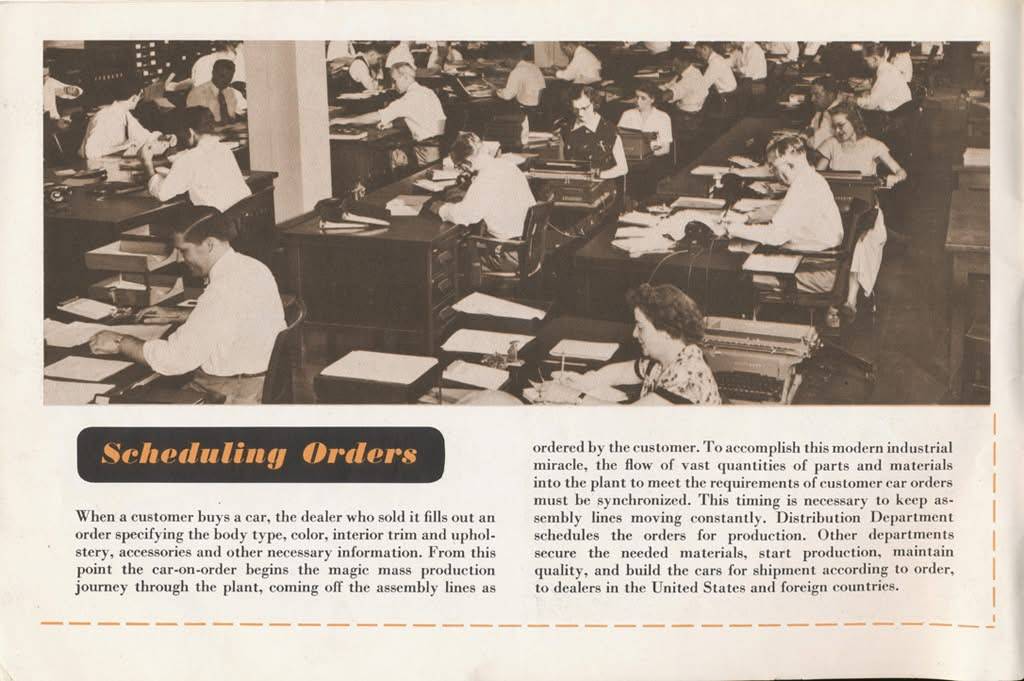 Scheduling Orders
When a customer buys a car, the dealer who sold it fills out an
order specifying the body type, color, interior trim and uphol-
stery, accessories and other necessary information. From this
point the car-on-order begins the magic mass production
journey through the plant, coming off the assembly lines as
ordered by the customer. To accomplish this modern industrial
miracle, the flow of vast quantities of parts and materials
into the plant to meet the requirements of customer car orders
must be synchronized. This timing is necessary to keep as-
sembly lines moving constantly. Distribution Department
schedules the orders for production. Other departments
secure the needed materials, start production, maintain
quality, and build the cars for shipment according to order,
to dealers in the United States and foreign countries.